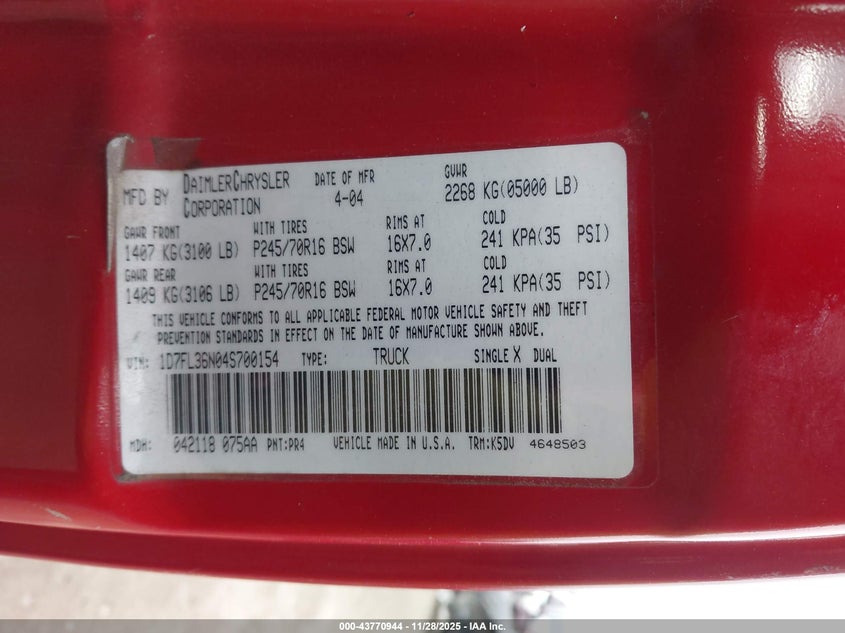 MFD BY DAIMLERCHRYSLER CORPORATION DATE OF MFR 4-04 GVWR 2268 KG(05000 LB)
GAWR FRONT WITH TIRES RIMS AT COLD
1407 KG(3100 LB) P245/70R16 BSW 16X7.0 241 KPA(35 PSI)
GAWR REAR WITH TIRES RIMS AT COLD
1409 KG(3106 LB) P245/70R16 BSW 16X7.0 241 KPA(35 PSI)
THIS VEHICLE CONFORMS TO ALL APPLICABLE FEDERAL MOTOR VEHICLE SAFETY AND THEFT
PREVENTION STANDARDS IN EFFECT ON THE DATE OF MANUFACTURE SHOWN ABOVE.
VIN: 1D7FL36N04S700154 TYPE: TRUCK SINGLE X DUAL
MDH: 042118 075AA PNT:PR4 VEHICLE MADE IN U.S.A. TRM:K5DV 4648503
000-43770944 - 11/28/2025 - IAA Inc.